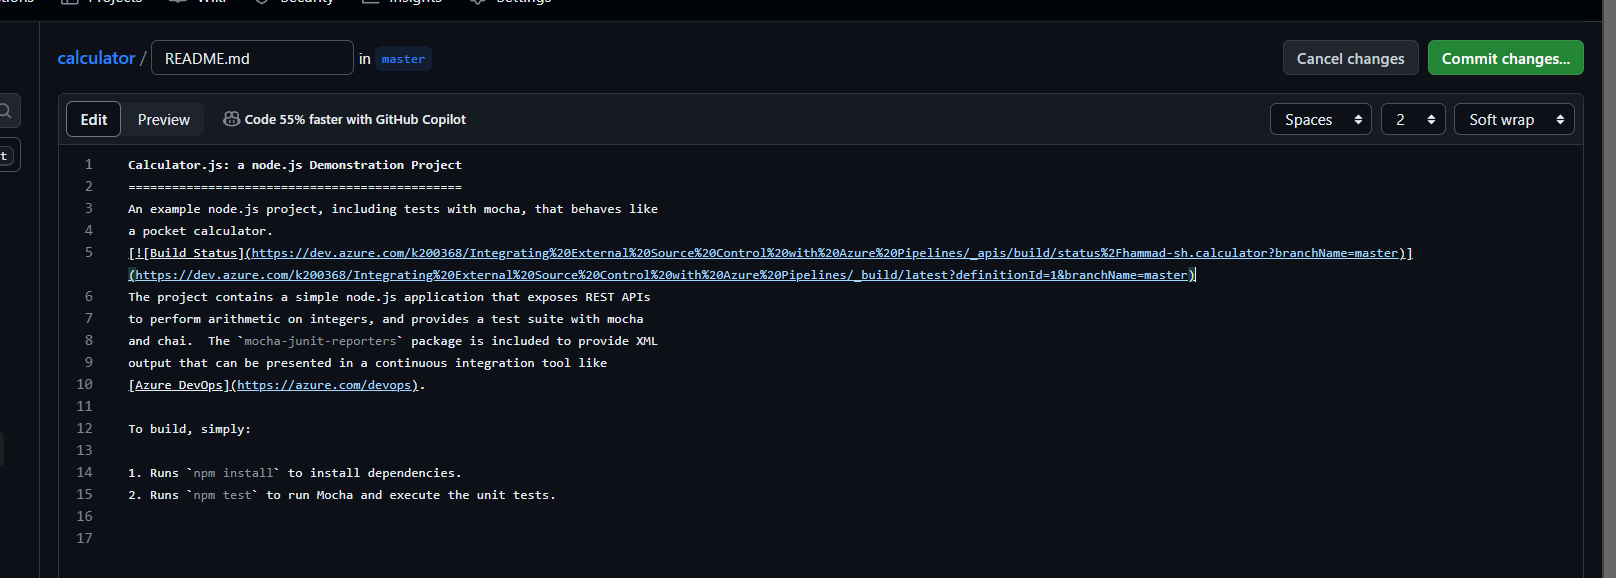 Projects Wiki Security Insights Settings
calculator / README.md in master
Cancel changes Commit changes...
Edit Preview Code 55% faster with GitHub Copilot
Spaces 2 Soft wrap
t
1 Calculator.js: a node.js Demonstration Project
2 ==============================================
3 An example node.js project, including tests with mocha, that behaves like
4 a pocket calculator.
5 [![Build Status](https://dev.azure.com/k200368/Integrating%20External%20Source%20Control%20with%20Azure%20Pipelines/_apis/build/status%2Fhammad-sh.calculator?branchName=master)]
(https://dev.azure.com/k200368/Integrating%20External%20Source%20Control%20with%20Azure%20Pipelines/_build/latest?definitionId=1&branchName=master)
6 The project contains a simple node.js application that exposes REST APIs
7 to perform arithmetic on integers, and provides a test suite with mocha
8 and chai.  The `mocha-junit-reporters` package is included to provide XML
9 output that can be presented in a continuous integration tool like
10 [Azure DevOps](https://azure.com/devops).
11
12 To build, simply:
13
14 1. Runs `npm install` to install dependencies.
15 2. Runs `npm test` to run Mocha and execute the unit tests.
16
17